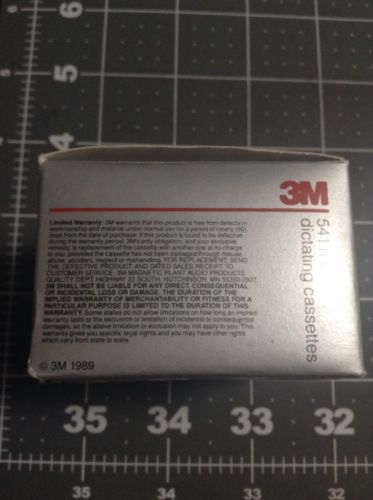 6
5
4
3M
541
dictating cassettes
Limited Warranty: 3M warrants that this product is free from defects in
workmanship and material under normal use for a period of ninety (90)
days from the date of purchase. If this product is found to be defective
during the warranty period, 3M's only obligation, and your exclusive
remedy, is replacement of the cassette with another one at no charge
to you, provided the cassette has not been damaged through misuse,
abuse, accident, neglect or mishandling. FOR REPLACEMENT, SEND
THE DEFECTIVE PRODUCT AND DATED SALES RECEIPT TO:
CUSTOMER SERVICE, 3M MAGNETIC PLANT AUDIO PRODUCTS
QUALITY DEPT. HIGHWAY 22 SOUTH, HUTCHINSON, MN 55350-2927.
3M SHALL NOT BE LIABLE FOR ANY DIRECT, CONSEQUENTIAL
OR INCIDENTAL LOSS OR DAMAGE. THE DURATION OF THE
IMPLIED WARRANTY OF MERCHANTABILITY OR FITNESS FOR A
PARTICULAR PURPOSE IS LIMITED TO THE DURATION OF THIS
WARRANTY. Some states do not allow limitations on how long an implied
warranty lasts or the exclusion or limitation of incidental or consequential
damages, so the above limitation or exclusion may not apply to you. This
warranty gives you specific legal rights and you may have other rights
which vary from state to state.
© 3M 1989
35 34 33 32
35 34 33 32